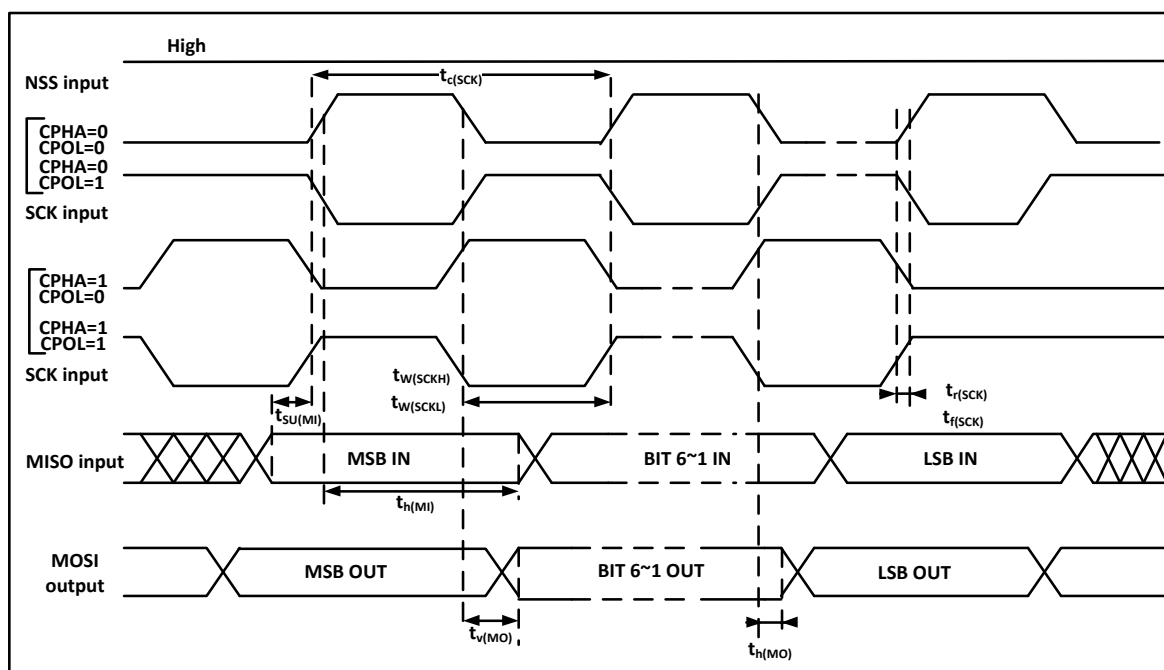 High
NSS input
tc(SCK)
CPHA=0
CPOL=0
CPHA=0
CPOL=1
SCK input
CPHA=1
CPOL=0
CPHA=1
CPOL=1
SCK input
tW(SCKH)
tW(SCKL)
tr(SCK)
tf(SCK)
tSU(MI)
MISO input
MSB IN
BIT 6~1 IN
LSB IN
th(MI)
MOSI
output
MSB OUT
BIT 6~1 OUT
LSB OUT
tv(MO)
th(MO)